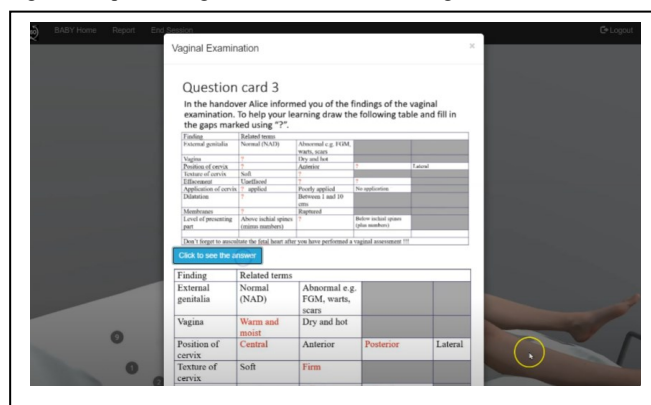 BABY Home Report End Session Logout
Vaginal Examination ×
Question card 3
In the handover Alice informed you of the findings of the vaginal
examination. To help your learning draw the following table and fill in
the gaps marked using "?".
Finding Related terms
External genitalia Normal (NAD) Abnormal e.g. FGM,
warts, scars
Vagina ? Dry and hot
Position of cervix ? Anterior ? Lateral
Texture of cervix Soft ?
Effacement Uneffaced ? ?
Application of cervix ? applied Poorly applied No application
Dilatation ? Between 1 and 10
cms
Membranes ? Ruptured
Level of presenting Above ischial spines ? Below ischial spines
part (minus numbers) (plus numbers)
Don't forget to auscultate the fetal heart after you have performed a vaginal assessment !!!
Click to see the answer
Finding Related terms
External Normal Abnormal e.g.
genitalia (NAD) FGM, warts,
scars
Vagina Warm and Dry and hot
moist
Position of Central Anterior Posterior Lateral
cervix
Texture of Soft Firm
cervix